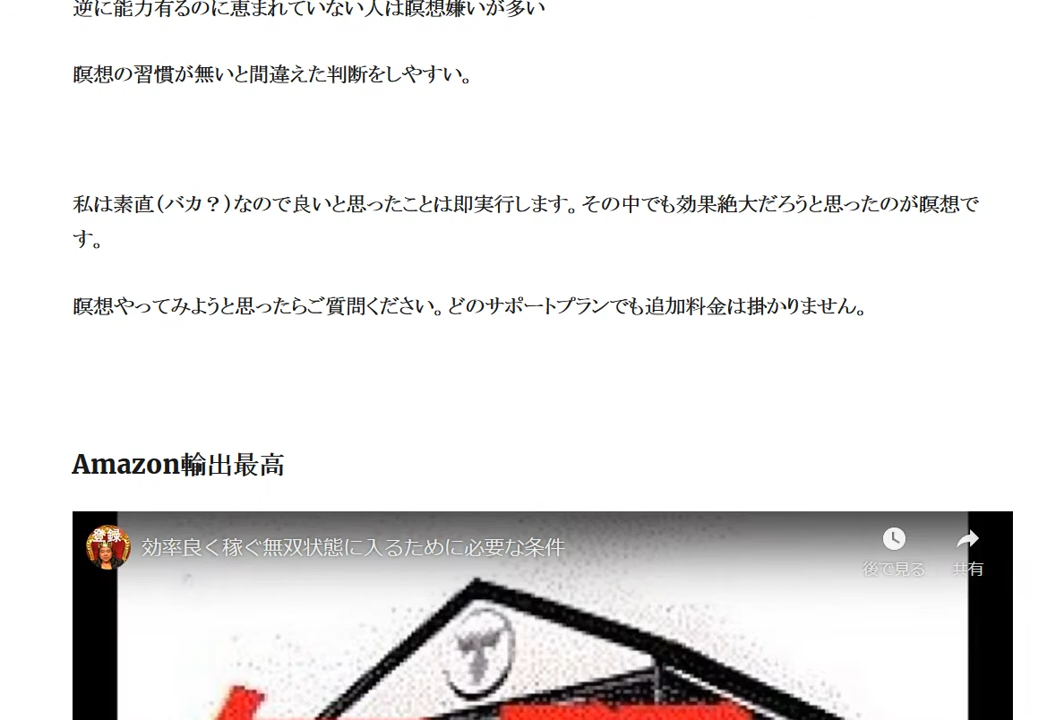 逆に能力有るのに恵まれていない人は瞑想嫌いが多い
瞑想の習慣が無いと間違えた判断をしやすい。
私は素直(バカ？)なので良いと思ったことは即実行します。その中でも効果絶大だろうと思ったのが瞑想で
す。
瞑想やってみようと思ったらご質問ください。どのサポートプランでも追加料金は掛かりません。
Amazon輸出最高
登録
効率良く稼ぐ無双状態に入るために必要な条件
後で見る
共有
T